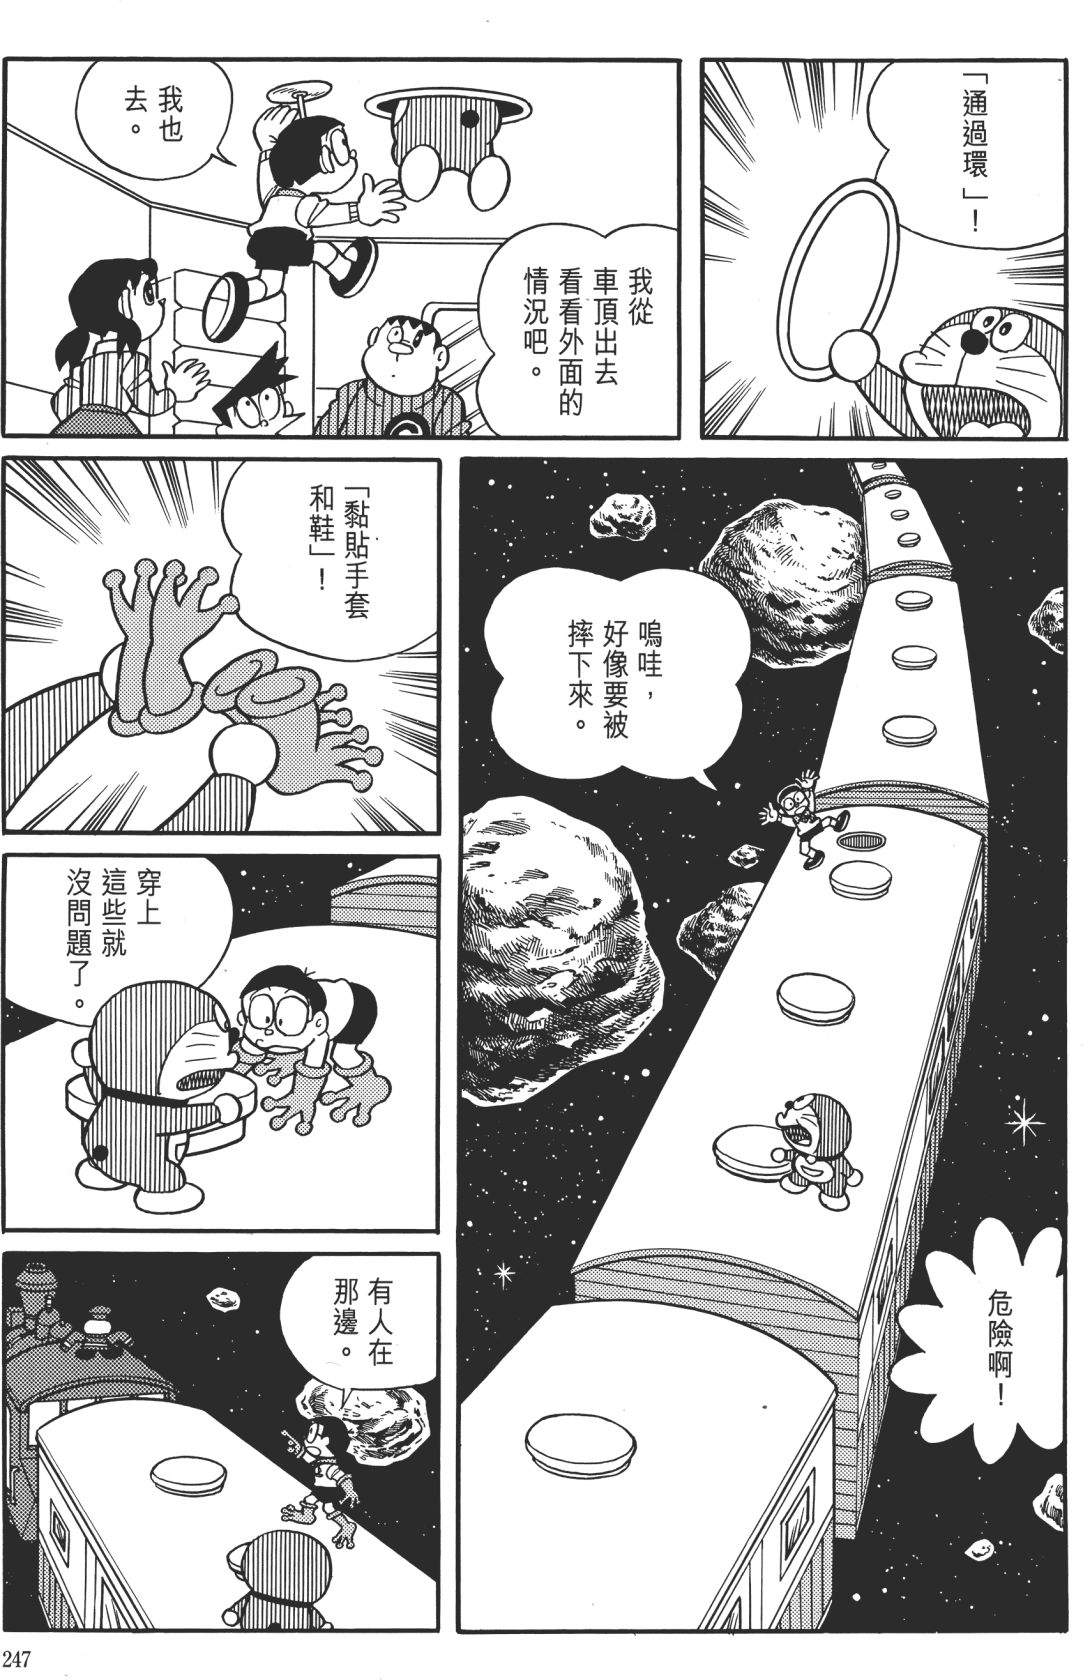 「通過環」！
我從
車頂出去
看看外面的
情況吧。
我也
去。
嗚哇，
好像要被
摔下來。
危險啊！
「黏貼手套
和鞋」！
穿上
這些就
沒問題了。
有人在
那邊。
247